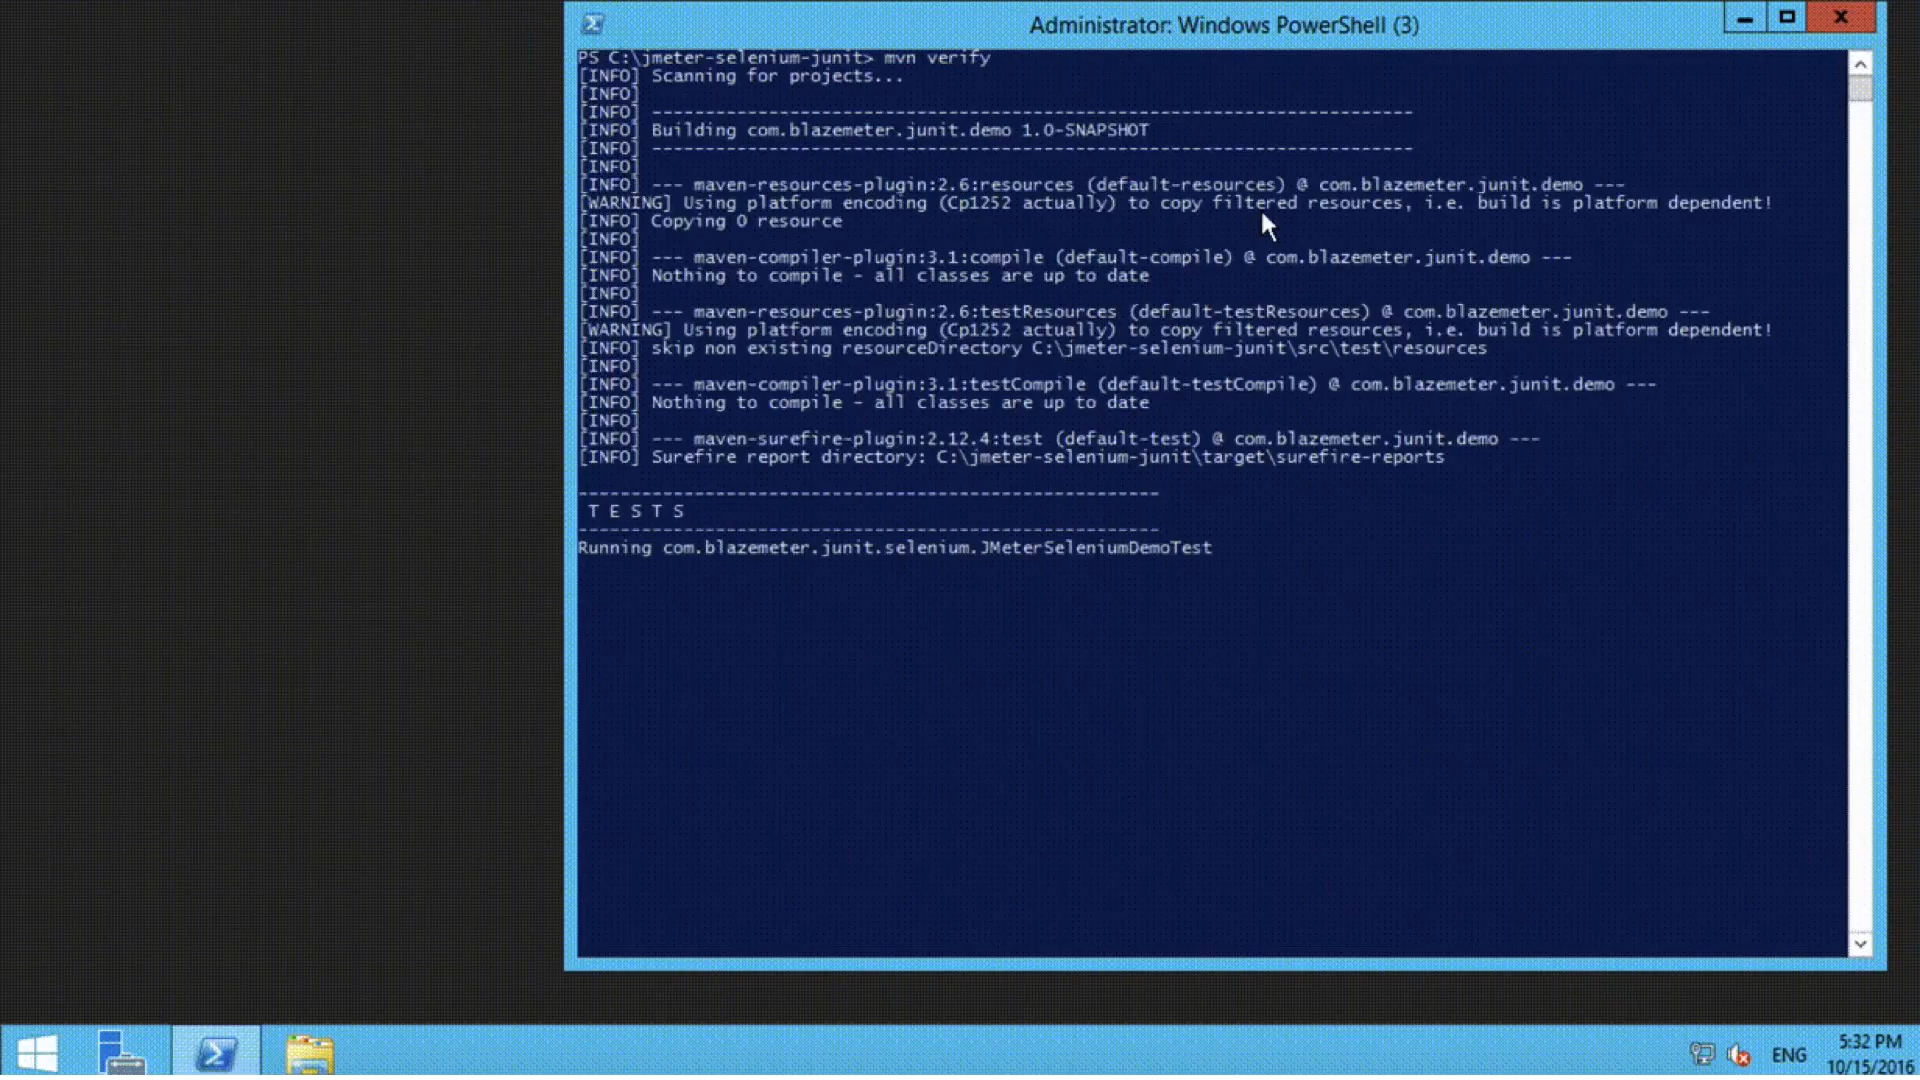 Administrator: Windows PowerShell (3)
PS C:\jmeter-selenium-junit> mvn verify
[INFO] Scanning for projects...
[INFO]
[INFO] ------------------------------------------------------------------------
[INFO] Building com.blazemeter.junit.demo 1.0-SNAPSHOT
[INFO] ------------------------------------------------------------------------
[INFO]
[INFO] --- maven-resources-plugin:2.6:resources (default-resources) @ com.blazemeter.junit.demo ---
[WARNING] Using platform encoding (Cp1252 actually) to copy filtered resources, i.e. build is platform dependent!
[INFO] Copying 0 resource
[INFO]
[INFO] --- maven-compiler-plugin:3.1:compile (default-compile) @ com.blazemeter.junit.demo ---
[INFO] Nothing to compile - all classes are up to date
[INFO]
[INFO] --- maven-resources-plugin:2.6:testResources (default-testResources) @ com.blazemeter.junit.demo ---
[WARNING] Using platform encoding (Cp1252 actually) to copy filtered resources, i.e. build is platform dependent!
[INFO] skip non existing resourceDirectory C:\jmeter-selenium-junit\src\test\resources
[INFO]
[INFO] --- maven-compiler-plugin:3.1:testCompile (default-testCompile) @ com.blazemeter.junit.demo ---
[INFO] Nothing to compile - all classes are up to date
[INFO]
[INFO] --- maven-surefire-plugin:2.12.4:test (default-test) @ com.blazemeter.junit.demo ---
[INFO] Surefire report directory: C:\jmeter-selenium-junit\target\surefire-reports
-------------------------------------------------------
T E S T S
-------------------------------------------------------
Running com.blazemeter.junit.selenium.JMeterSeleniumDemoTest
ENG
5:32 PM
10/15/2016